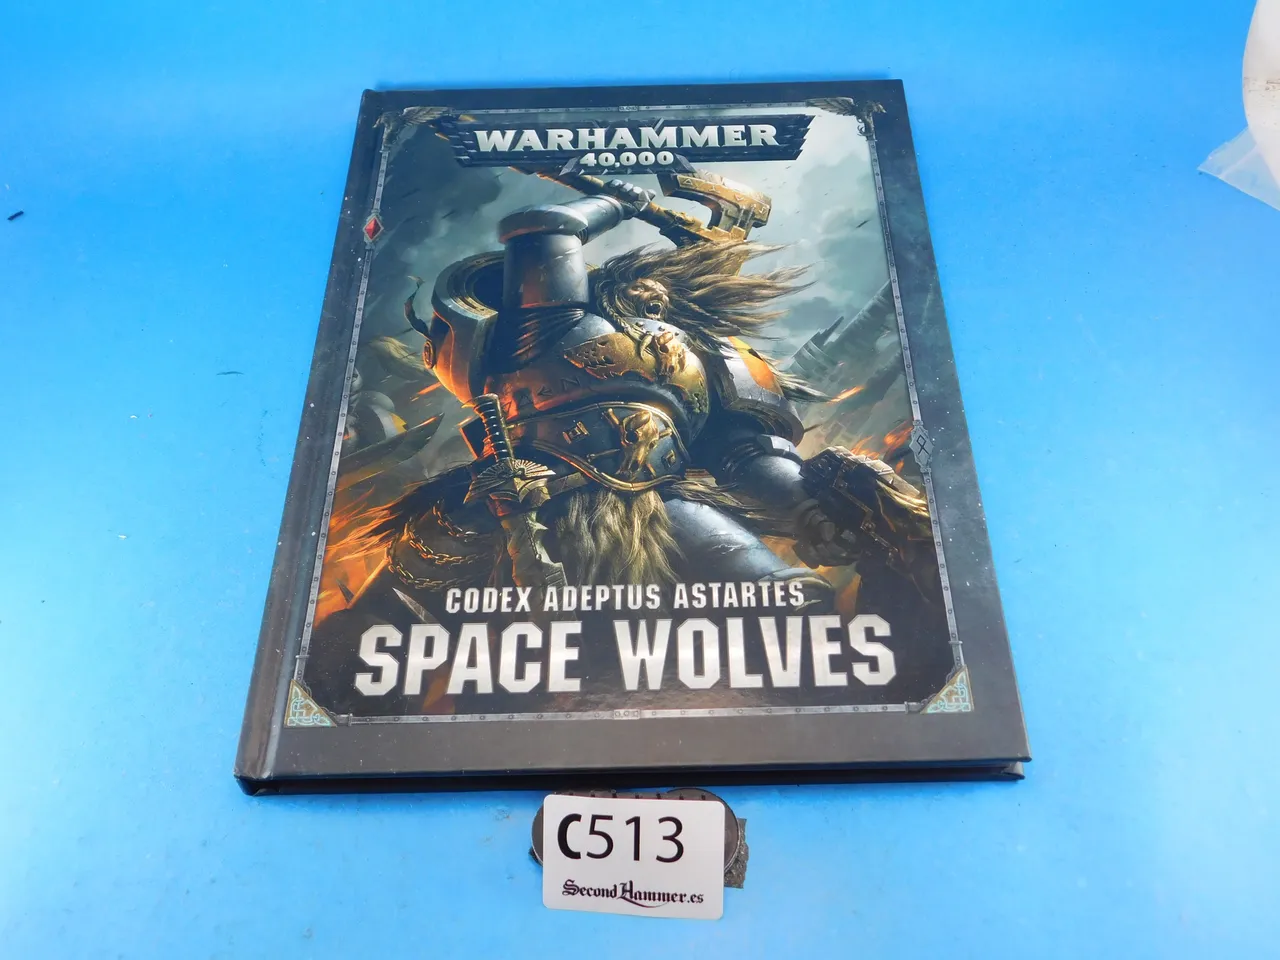 WARHAMMER
40,000
CODEX ADEPTUS ASTARTES
SPACE WOLVES
C513
SecondHammer.es